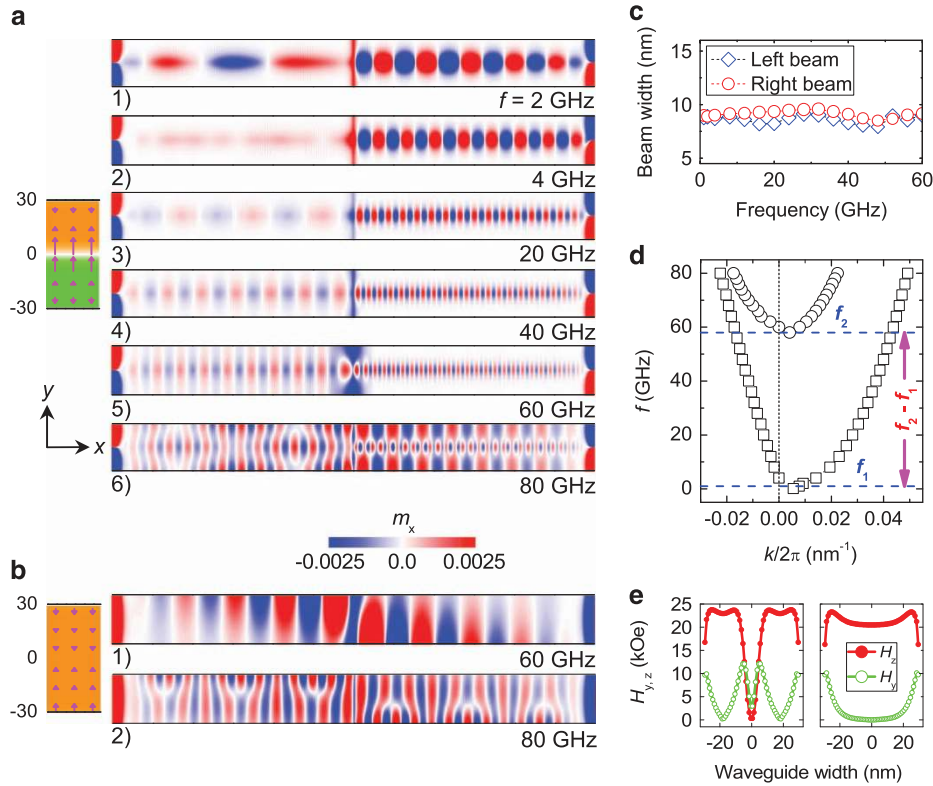 a
1)
f = 2 GHz
2)
4 GHz
30
0
-30
3)
20 GHz
4)
40 GHz
5)
60 GHz
6)
80 GHz
y
x
mx
-0.0025 0.0 0.0025
b
30
0
-30
1)
60 GHz
2)
80 GHz
c
Beam width (nm)
15
10
5
Left beam
Right beam
0 20 40 60
Frequency (GHz)
d
f (GHz)
80
60
40
20
0
f2
f2 - f1
f1
-0.02 0.00 0.02 0.04
k/2π (nm-1)
e
Hy, z (kOe)
25
20
15
10
5
0
Hz
Hy
-20 0 20
-20 0 20
Waveguide width (nm)